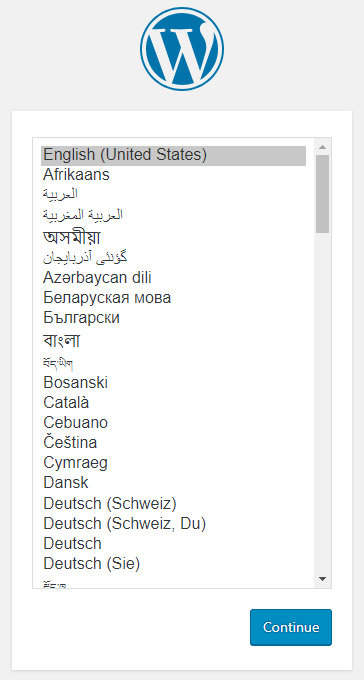 English (United States)
Afrikaans
العربية
العربية المغربية
অসমীয়া
گؤنئی آذربایجان
Azərbaycan dili
Беларуская мова
Български
বাংলা
བོད་ཡིག
Bosanski
Català
Cebuano
Čeština
Cymraeg
Dansk
Deutsch (Schweiz)
Deutsch (Schweiz, Du)
Deutsch
Deutsch (Sie)
Continue